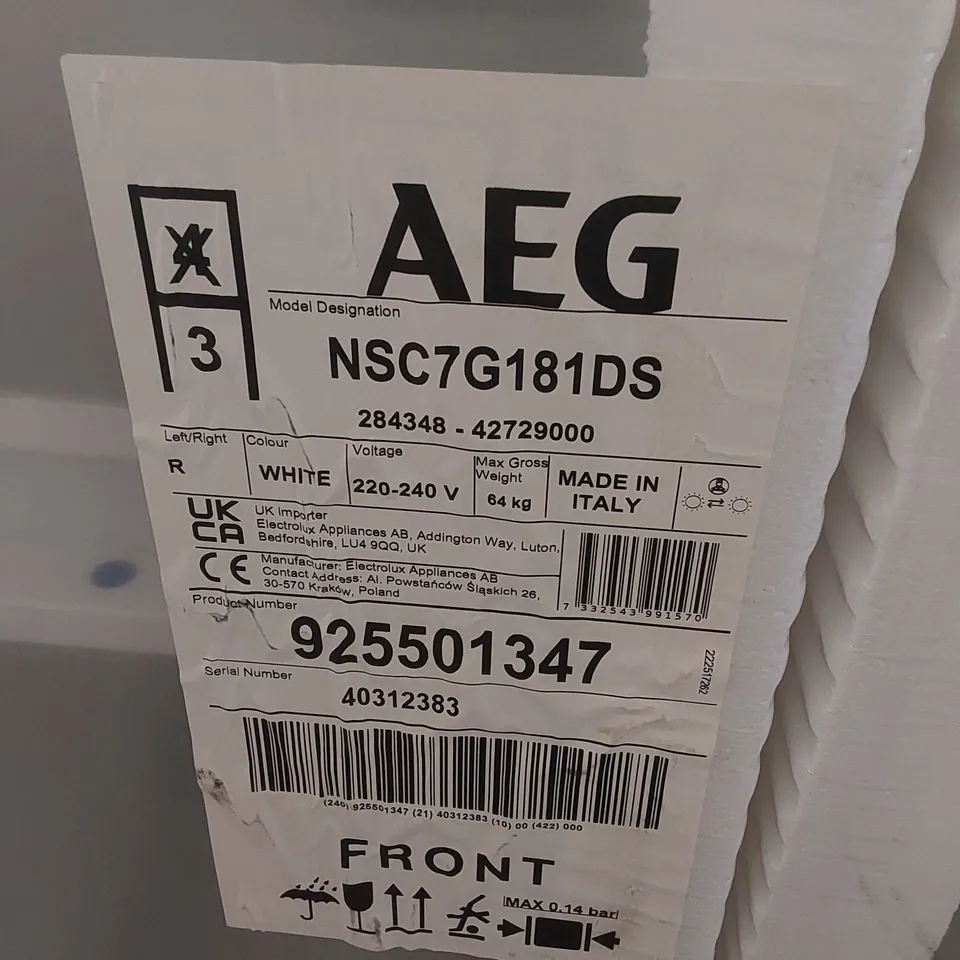 AEG
4
3
Model Designation
NSC7G181DS
284348 - 42729000
Left/Right
R
Colour
WHITE
Voltage
220-240 V
Max Gross
Weight
64 kg
MADE IN
ITALY
UK
CA
UK Importer
Electrolux Appliances AB, Addington Way, Luton,
Bedfordshire, LU4 9QQ, UK
CE
Manufacturer: Electrolux Appliances AB
Contact Address: Al. Powstańców Śląskich 26,
30-570 Kraków, Poland
7 332543 991570
Product Number
925501347
222517262
Serial Number
40312383
(240) 925501347 (21) 40312383 (10) 00 (422) 000
FRONT
MAX 0.14 bar